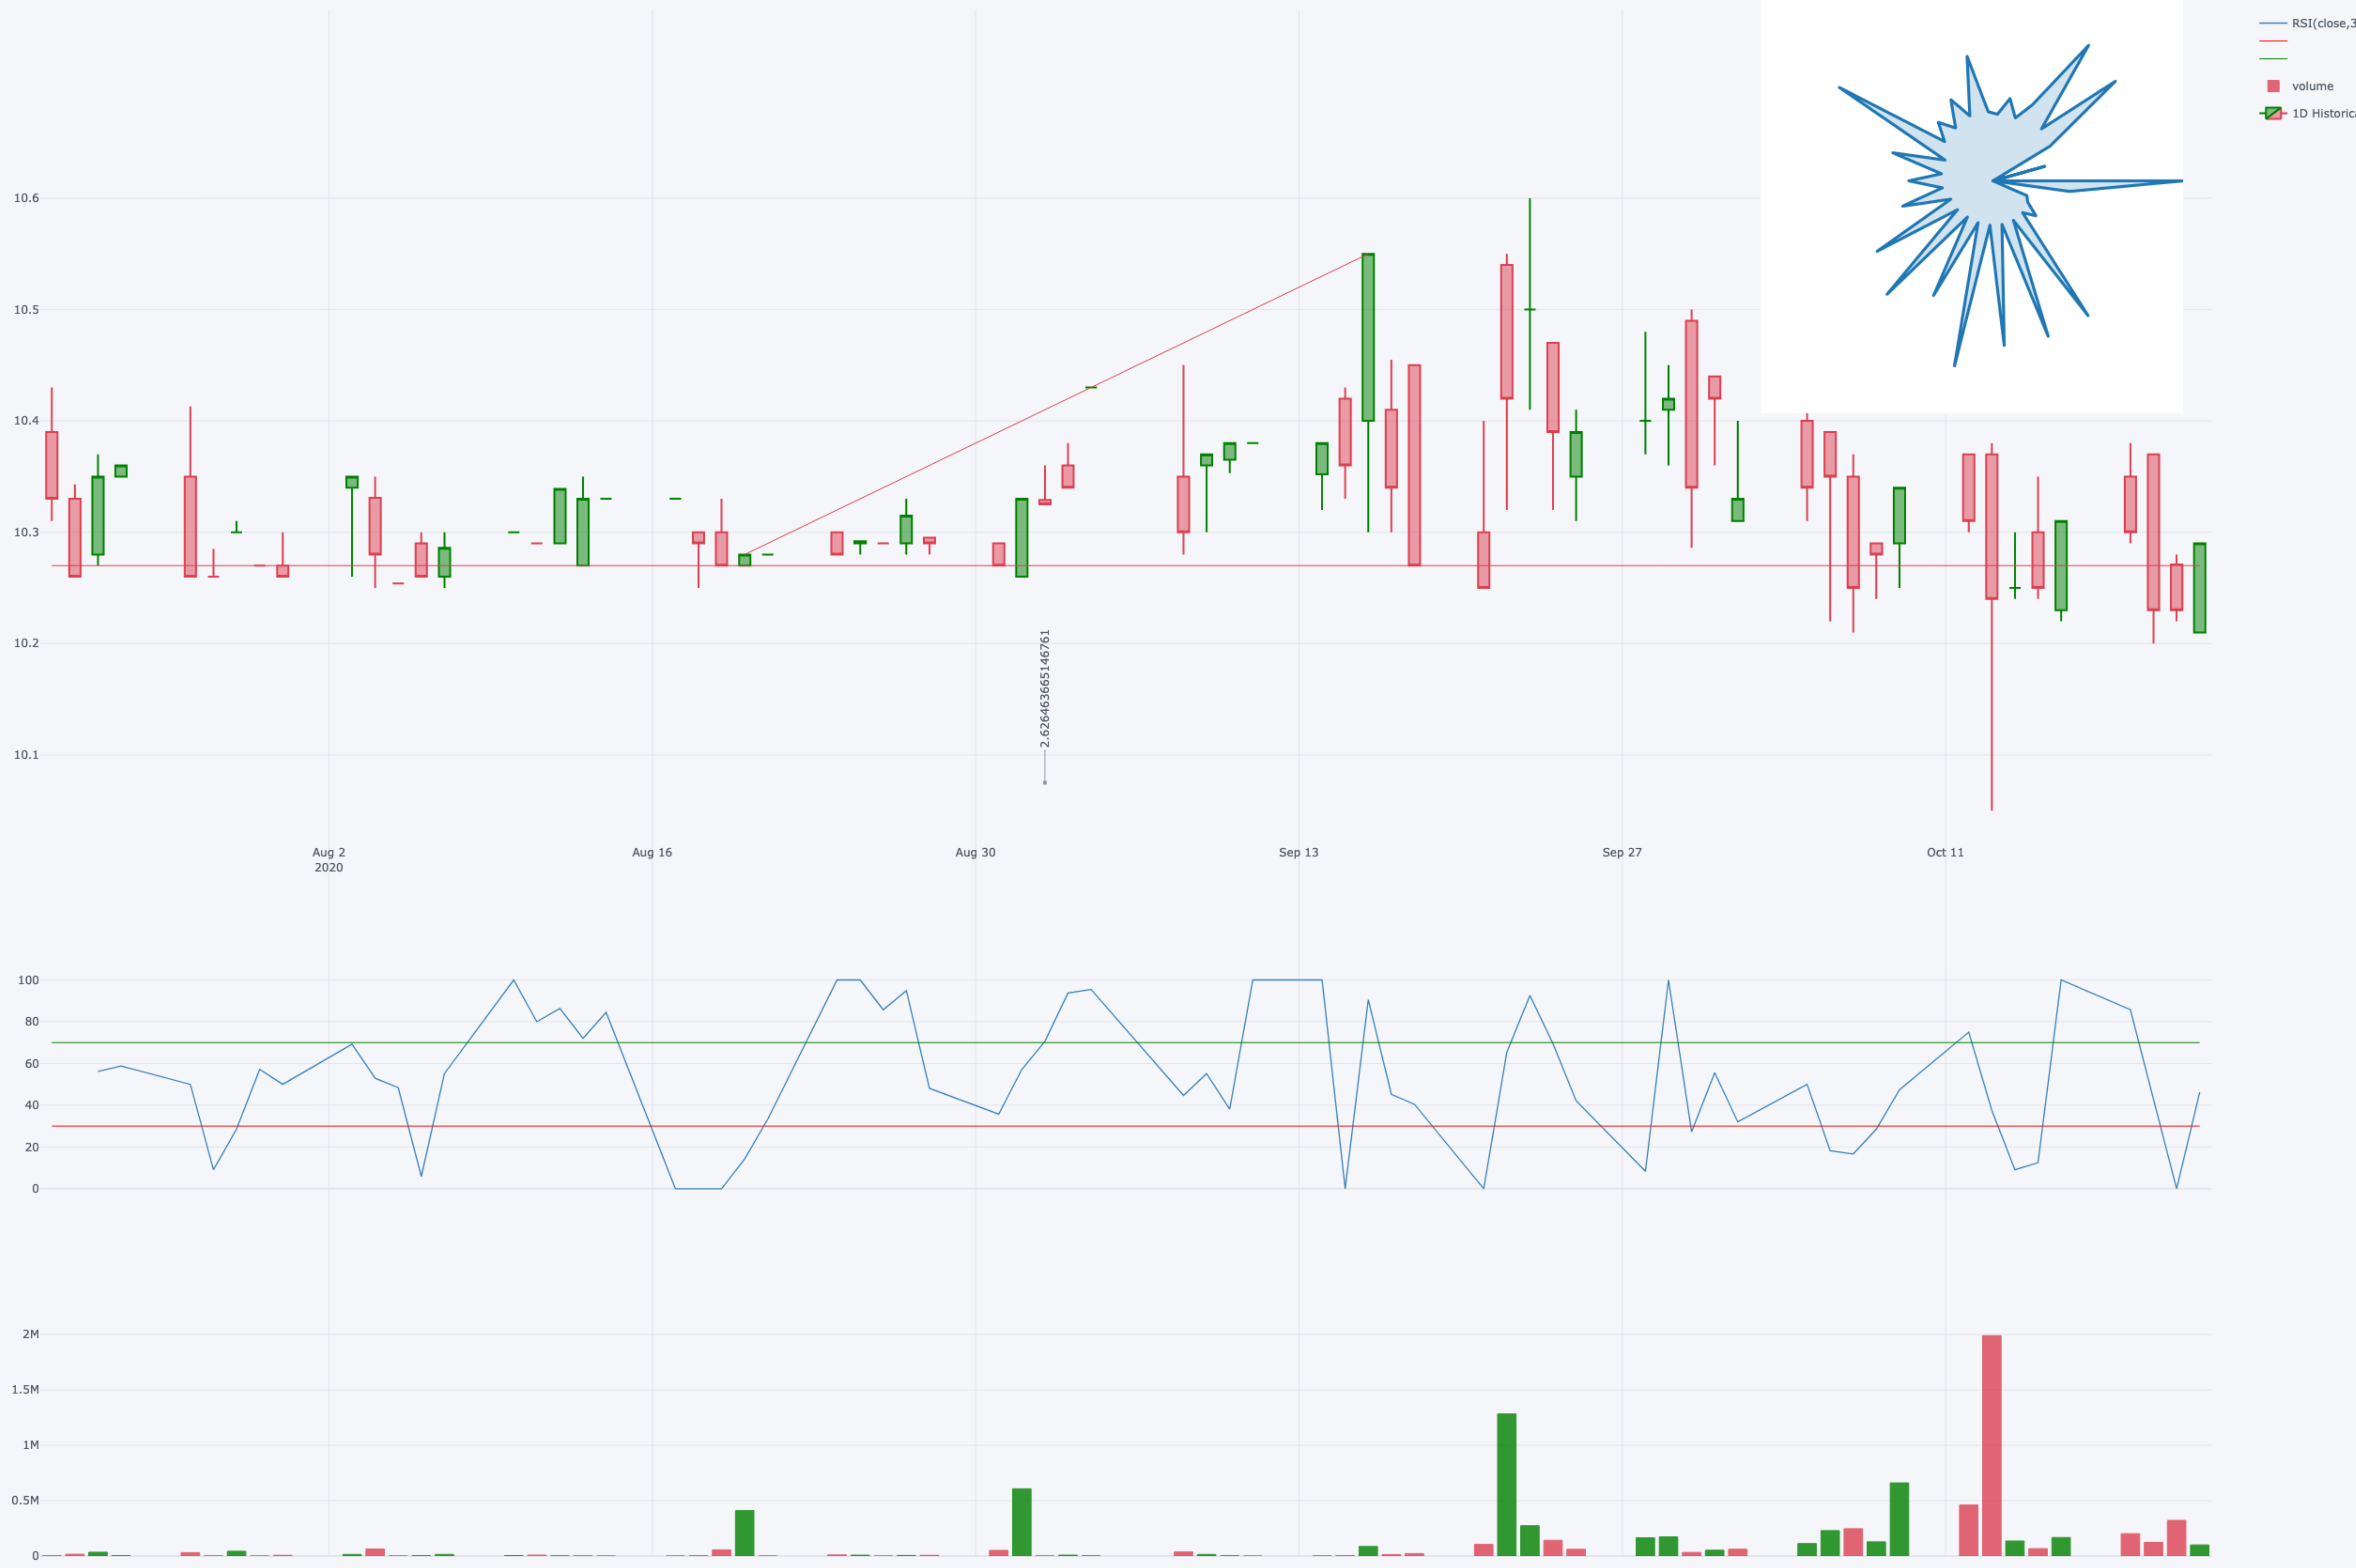 RSI(close,3
volume
1D Historica
10.6
10.5
10.4
10.3
10.2
10.1
2.6264636665146761
Aug 2
2020
Aug 16
Aug 30
Sep 13
Sep 27
Oct 11
100
80
60
40
20
0
2M
1.5M
1M
0.5M
0